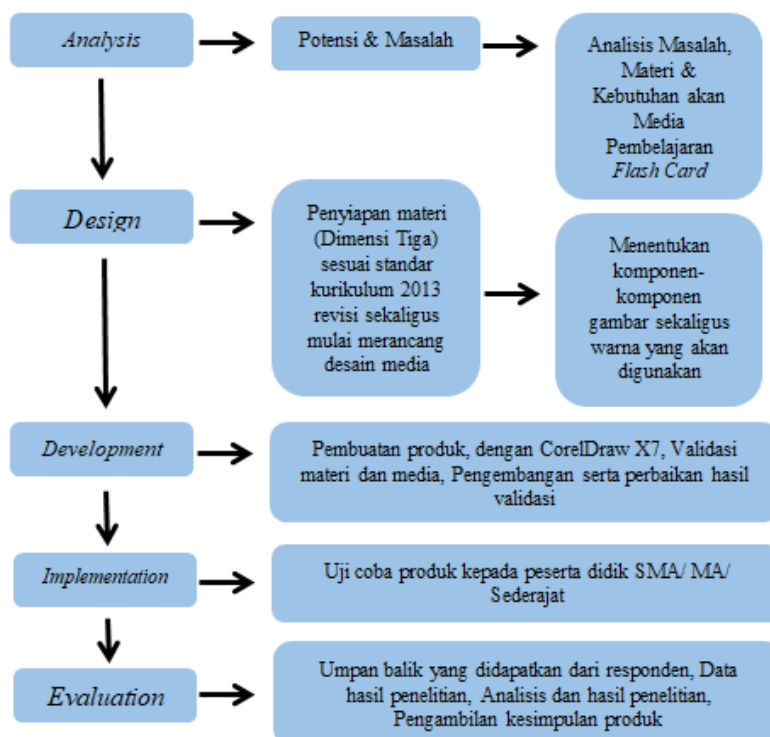 Analysis
Potensi & Masalah
Analisis Masalah,
Materi &
Kebutuhan akan
Media
Pembelajaran
Flash Card
Design
Penyiapan materi
(Dimensi Tiga)
sesuai standar
kurikulum 2013
revisi sekaligus
mulai merancang
desain media
Menentukan
komponen-
komponen
gambar sekaligus
warna yang akan
digunakan
Development
Pembuatan produk, dengan CorelDraw X7, Validasi
materi dan media, Pengembangan serta perbaikan hasil
validasi
Implementation
Uji coba produk kepada peserta didik SMA/ MA/
Sederajat
Evaluation
Umpan balik yang didapatkan dari responden, Data
hasil penelitian, Analisis dan hasil penelitian,
Pengambilan kesimpulan produk